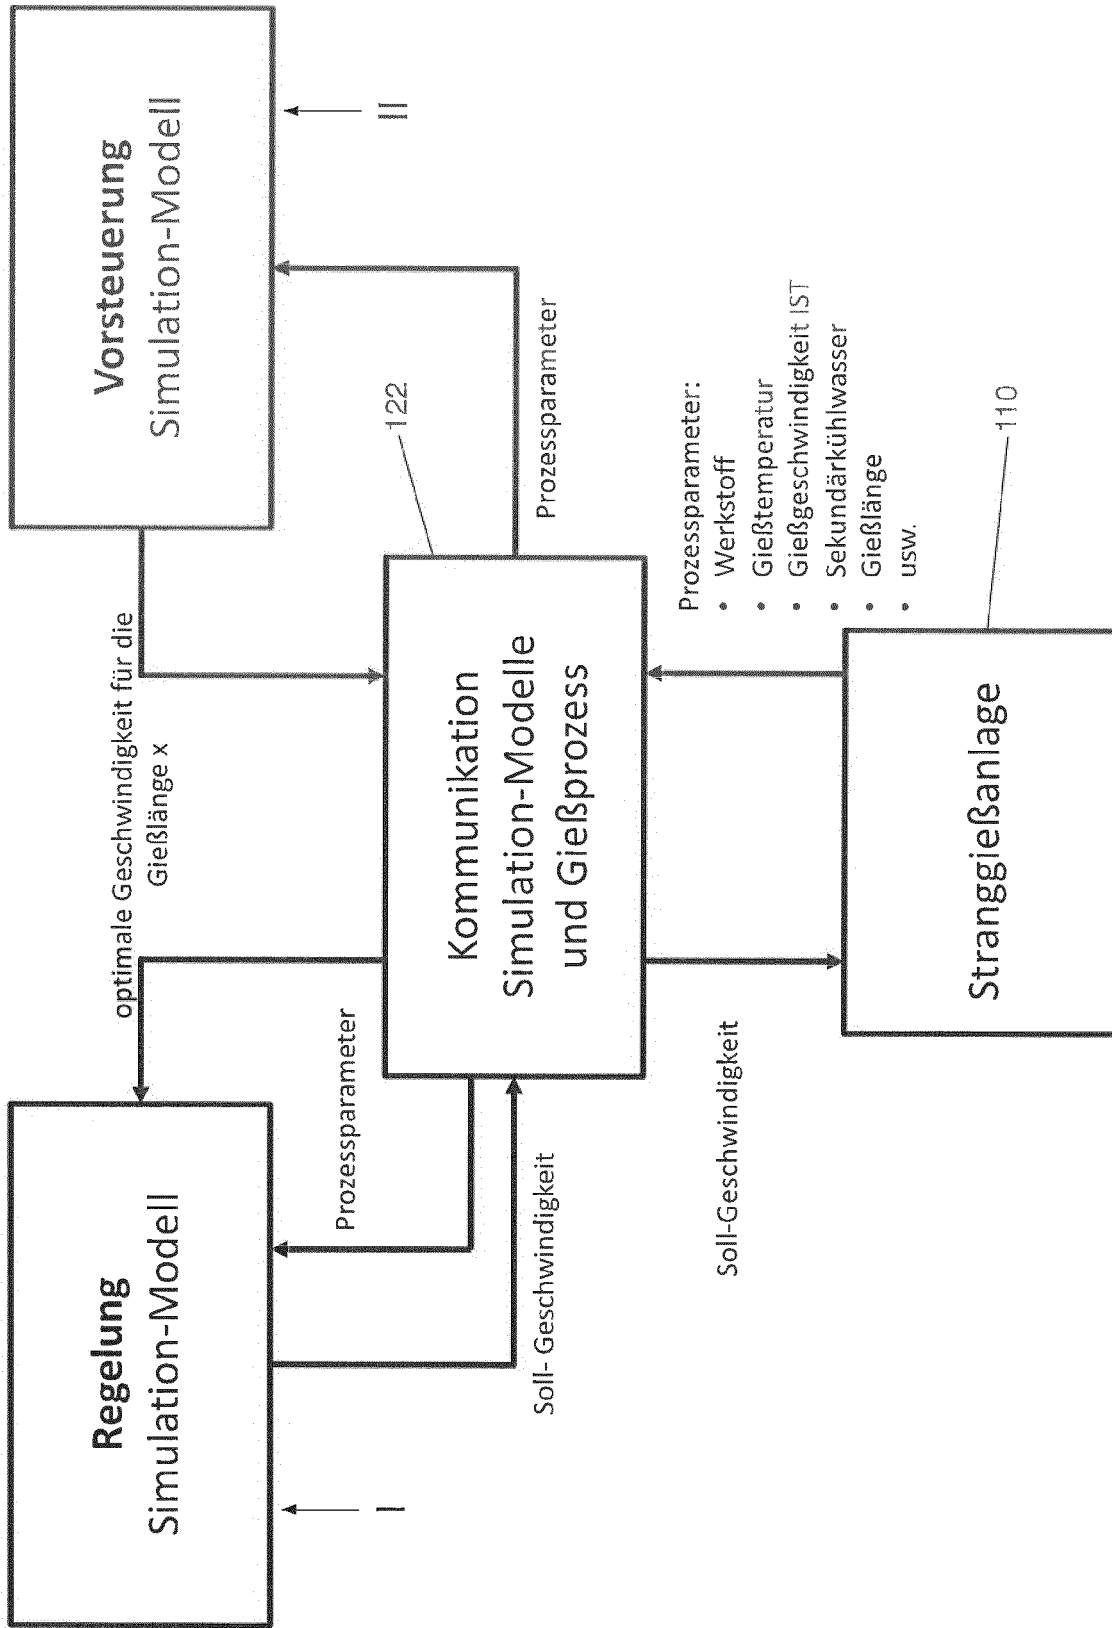 Regelung
Simulation-Modell
I
Vorsteuerung
Simulation-Modell
II
optimale Geschwindigkeit für die
Gießlänge x
Prozessparameter
Soll- Geschwindigkeit
Kommunikation
Simulation-Modelle
und Gießprozess
122
Prozessparameter
Soll-Geschwindigkeit
Prozessparameter:
• Werkstoff
• Gießtemperatur
• Gießgeschwindigkeit IST
• Sekundärkühlwasser
• Gießlänge
• usw.
Stranggießanlage
110